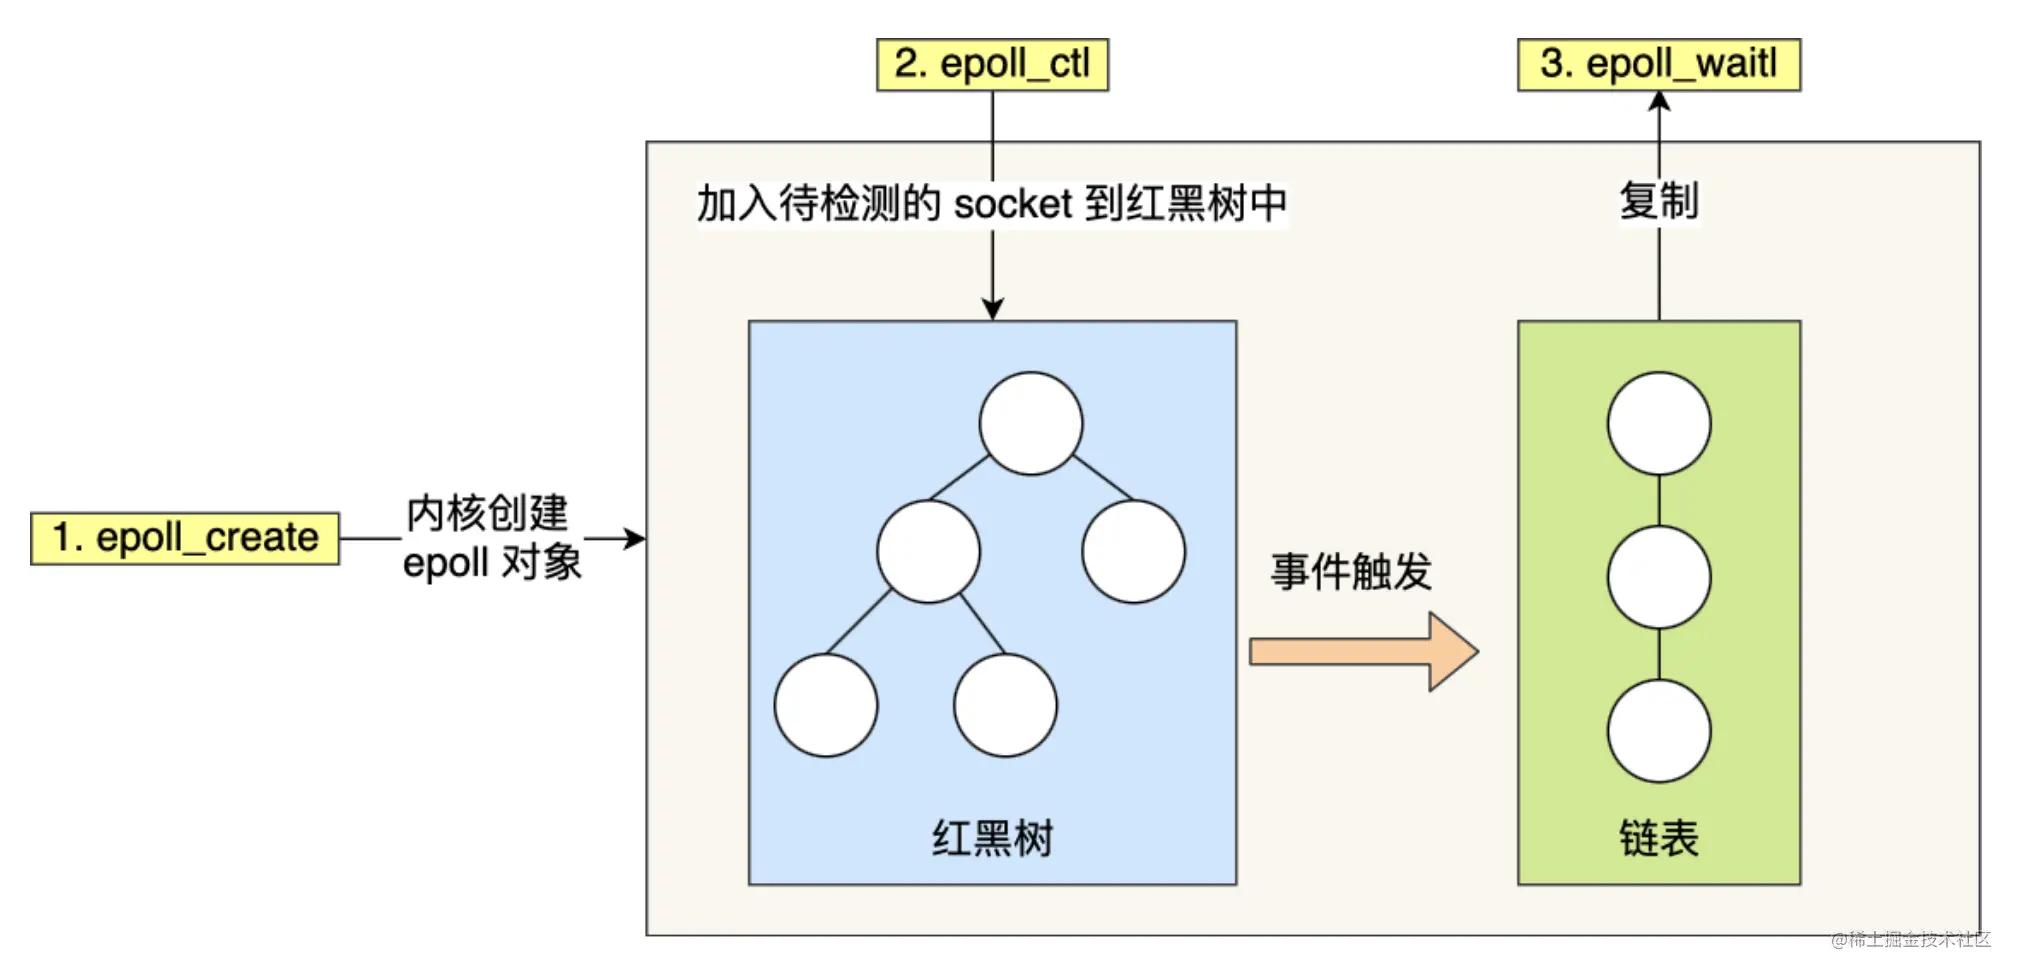 2. epoll_ctl
3. epoll_waitl
加入待检测的 socket 到红黑树中
复制
1. epoll_create
内核创建
epoll 对象
事件触发
红黑树
链表
@稀土掘金技术社区